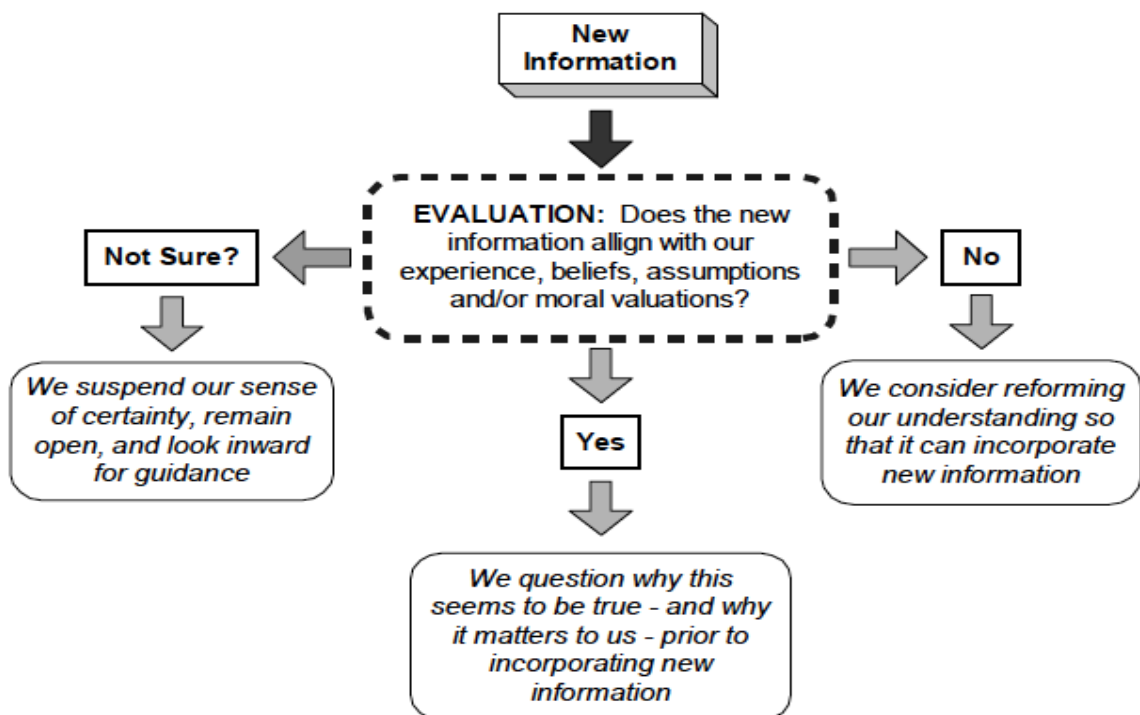 New
Information
EVALUATION: Does the new
information allign with our
experience, beliefs, assumptions
and/or moral valuations?
Not Sure?
No
We suspend our sense
of certainty, remain
open, and look inward
for guidance
Yes
We consider reforming
our understanding so
that it can incorporate
new information
We question why this
seems to be true - and why
it matters to us - prior to
incorporating new
information